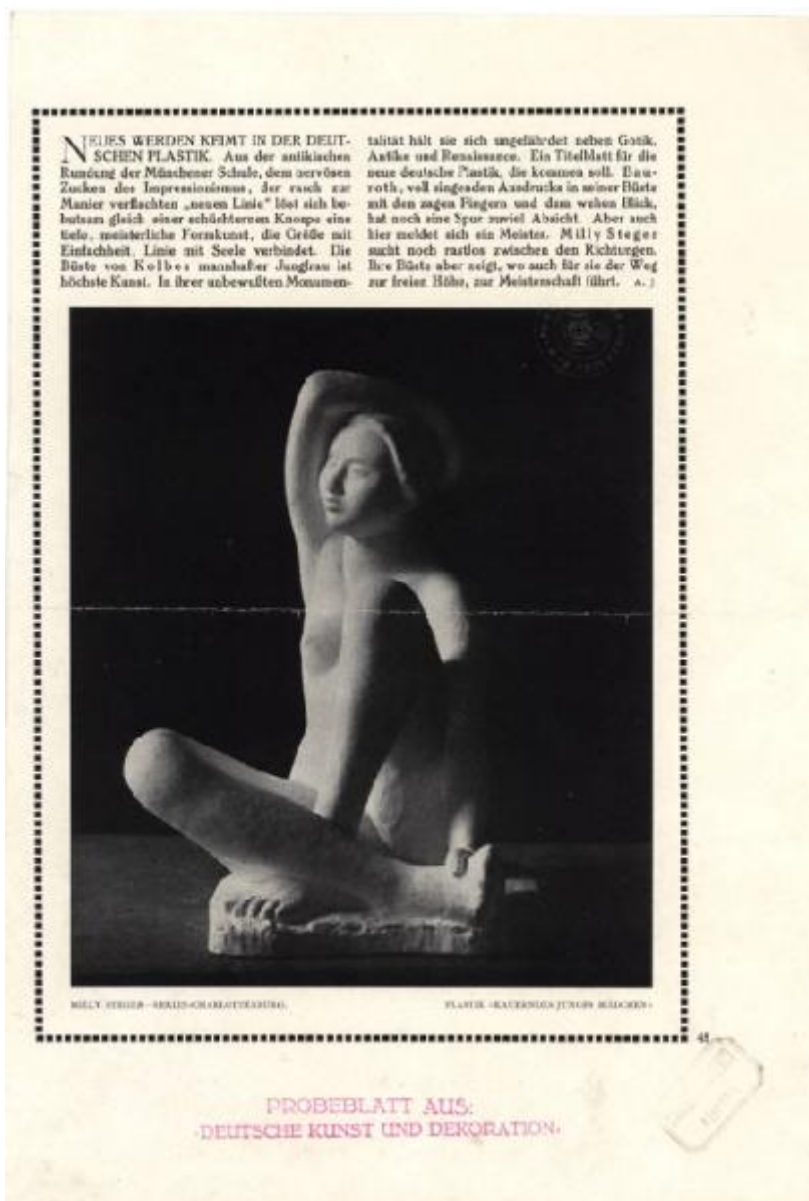 NEUES WERDEN KEIMT IN DER DEUT-
SCHEN PLASTIK. Aus der antikischen
Rundung der Münchener Schule, dem nervösen
Zucken des Impressionismus, der rasch zur
Manier verflachten „neuen Linie“ löst sich be-
hutsam gleich einer schüchternen Knospe eine
tiefe, meisterliche Formkunst, die Größe mit
Einfachheit, Linie mit Seele verbindet. Die
Büste von Kolbes mannhafter Jungfrau ist
höchste Kunst. In ihrer unbewußten Monumen-
talität hält sie sich ungefährdet neben Gotik,
Antike und Renaissance. Ein Titelblatt für die
neue deutsche Plastik, die kommen soll. Bau-
roth, voll singenden Ausdrucks in seiner Büste
mit den zagen Fingern und dem wehen Blick,
hat noch eine Spur zuviel Absicht. Aber auch
hier meldet sich ein Meister. Milly Steger
sucht noch rastlos zwischen den Richtungen.
Ihre Büste aber zeigt, wo auch für sie der Weg
zur freien Höhe, zur Meisterschaft führt. A. J
MILLY STEGER—BERLIN-CHARLOTTENBURG.
PLASTIK »KAUERNDES JUNGES MÄDCHEN«
PROBEBLATT AUS:
»DEUTSCHE KUNST UND DEKORATION«